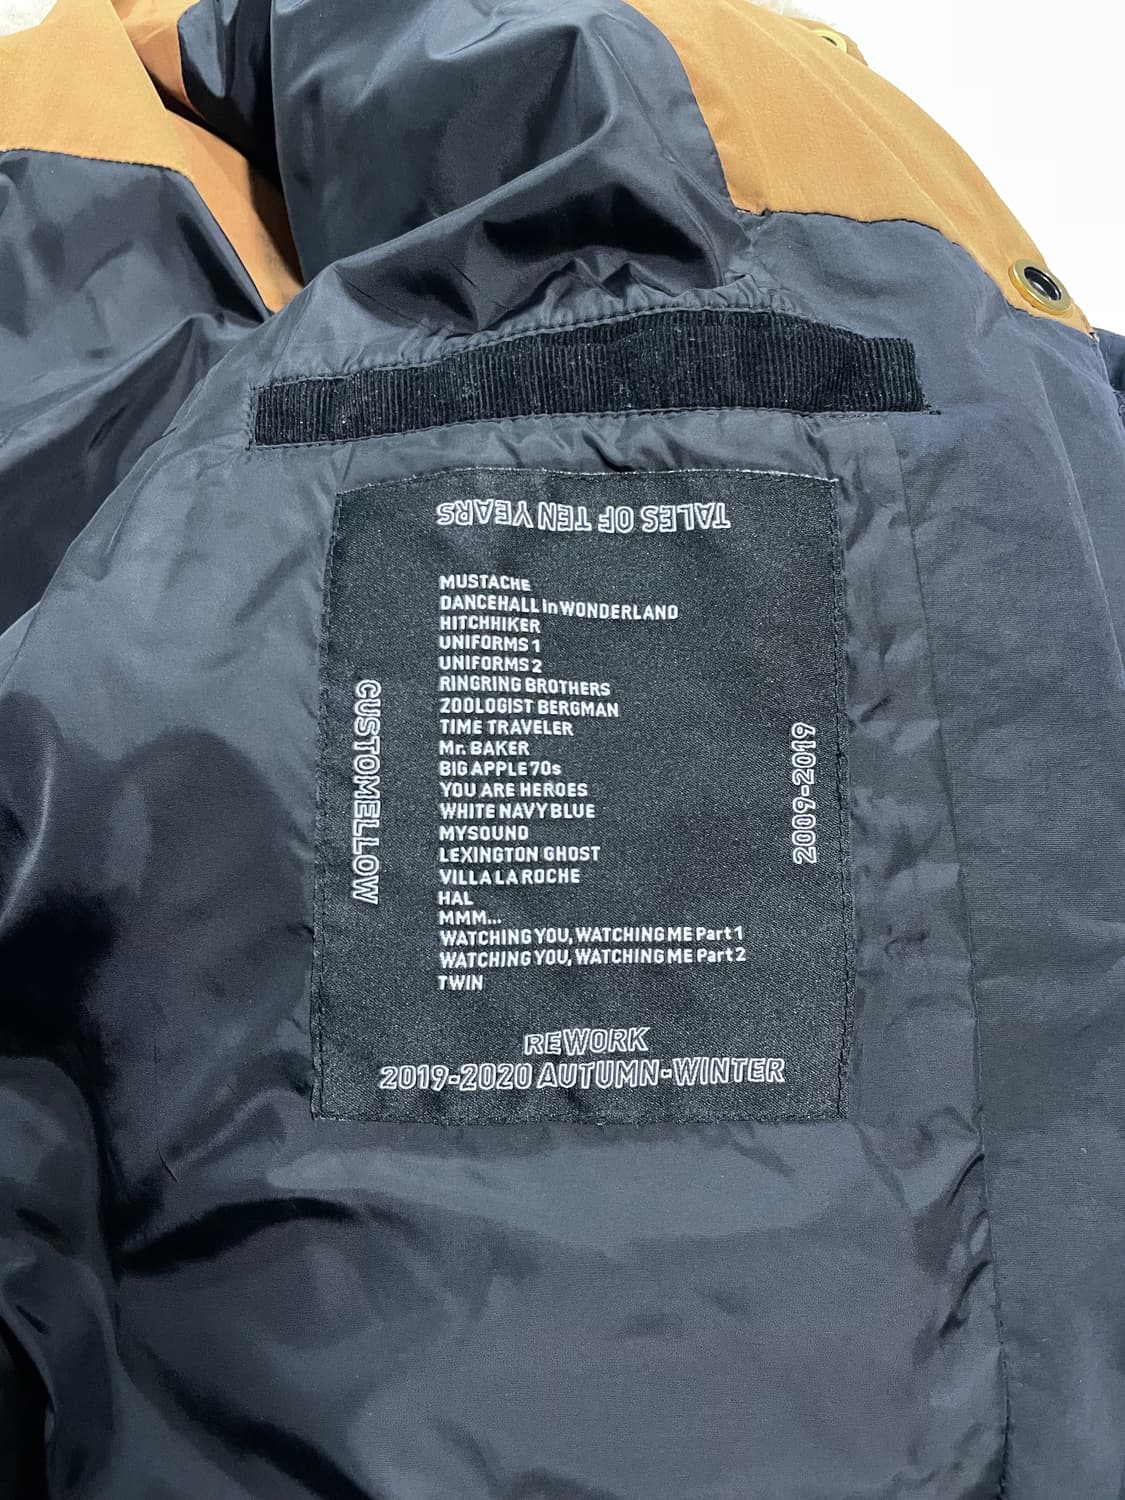 TALES OF TEN YEARS
MUSTACHE
DANCEHALL in WONDERLAND
HITCHHIKER
UNIFORMS 1
UNIFORMS 2
RINGRING BROTHERS
ZOOLOGIST BERGMAN
TIME TRAVELER
Mr. BAKER
BIG APPLE 70s
YOU ARE HEROES
WHITE NAVY BLUE
MYSOUND
LEXINGTON GHOST
VILLA LA ROCHE
HAL
MMM...
WATCHING YOU, WATCHING ME Part 1
WATCHING YOU, WATCHING ME Part 2
TWIN
CUSTOMELLOW
2009-2019
REWORK
2019-2020 AUTUMN-WINTER